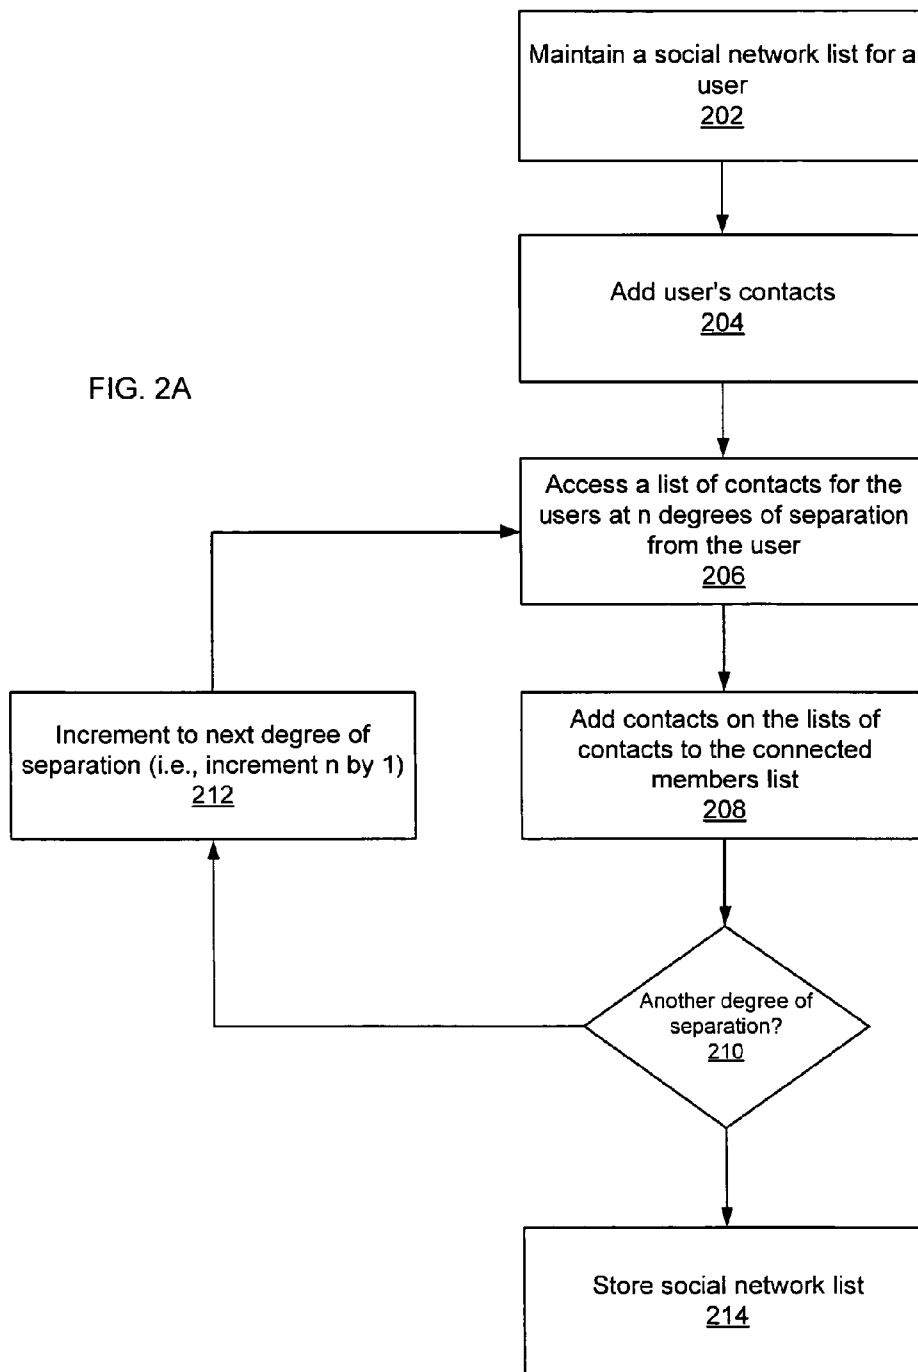 Maintain a social network list for a
user
202
Add user's contacts
204
FIG. 2A
Access a list of contacts for the
users at n degrees of separation
from the user
206
Increment to next degree of
separation (i.e., increment n by 1)
212
Add contacts on the lists of
contacts to the connected
members list
208
Another degree of
separation?
210
Store social network list
214